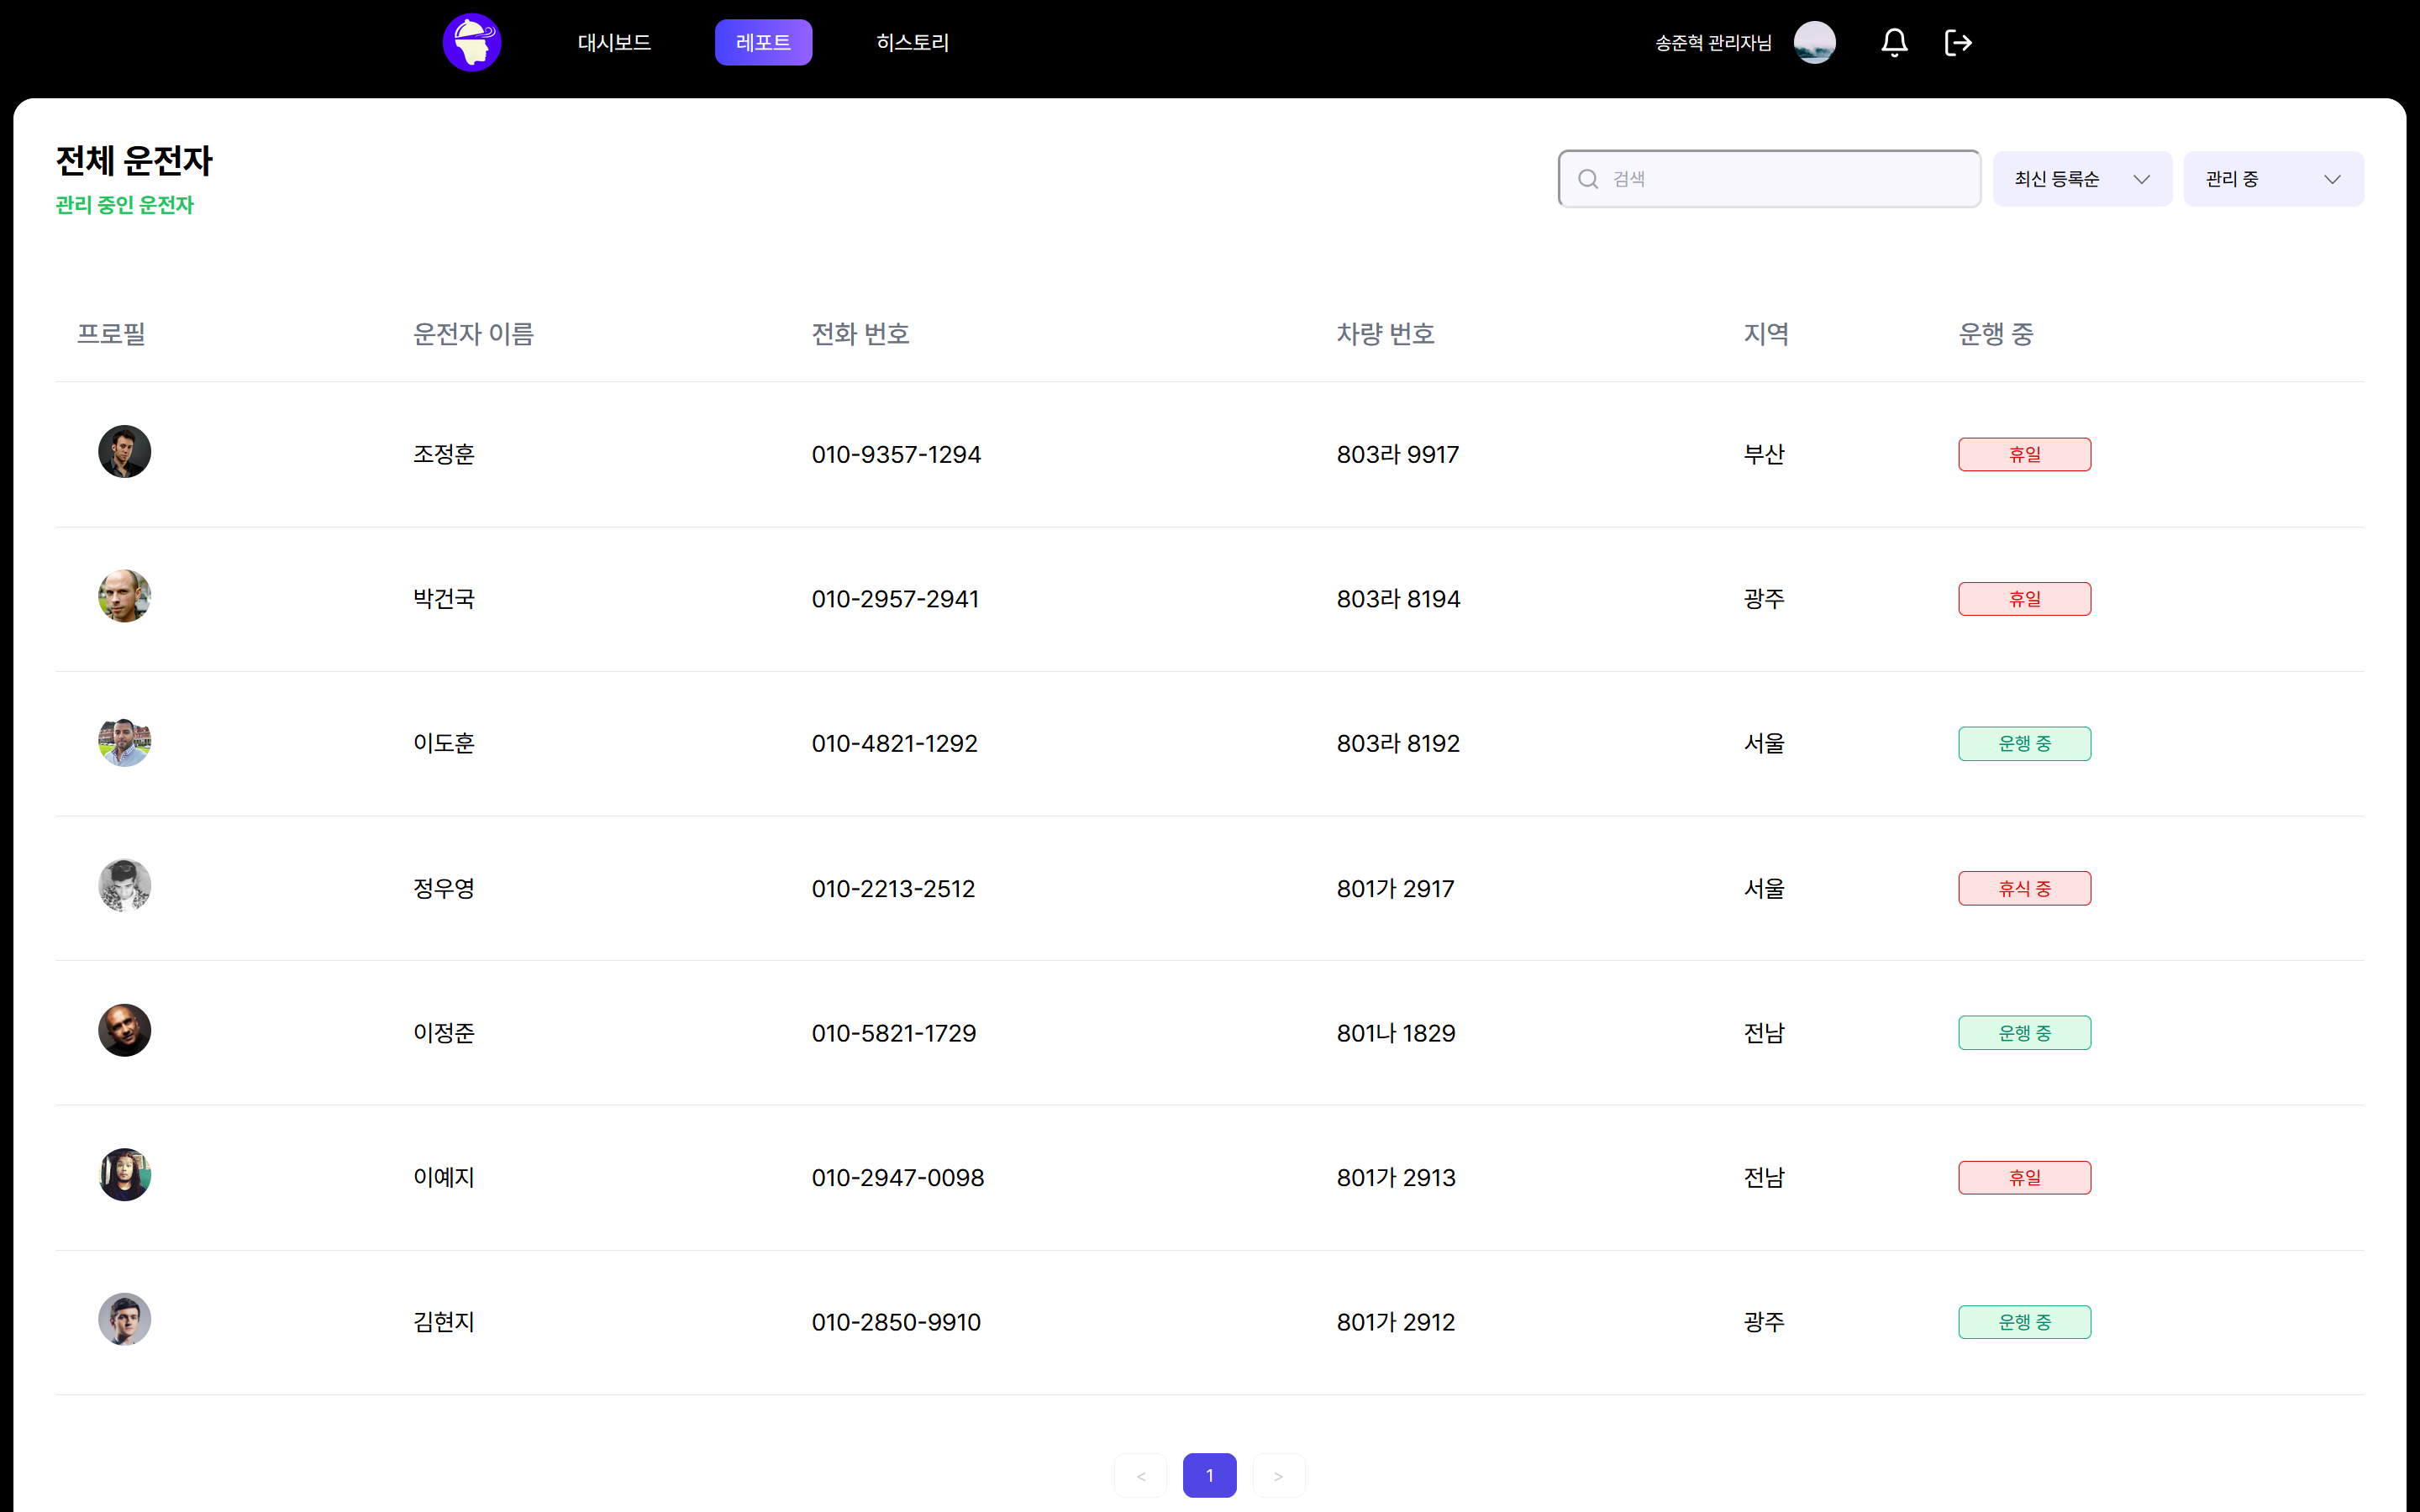 대시보드 레포트 히스토리 송준혁 관리자님
전체 운전자
관리 중인 운전자
검색 최신 등록순 관리 중
프로필 운전자 이름 전화 번호 차량 번호 지역 운행 중
조정훈 010-9357-1294 803라 9917 부산 휴일
박건국 010-2957-2941 803라 8194 광주 휴일
이도훈 010-4821-1292 803라 8192 서울 운행 중
정우영 010-2213-2512 801가 2917 서울 휴식 중
이정준 010-5821-1729 801나 1829 전남 운행 중
이예지 010-2947-0098 801가 2913 전남 휴일
김현지 010-2850-9910 801가 2912 광주 운행 중
< 1 >